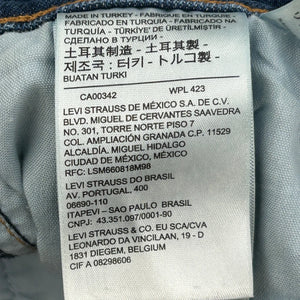 MADE IN TURKEY - FABRIQUE EN TURQUIE -
FABRICADO EN TURQUIA - FABRICADO NA
TURQUÍA - TÜRKİYE'DE ÜRETİLMİŞTİR -
СДЕЛАНО В ТУРЦИИ -
土耳其制造 - 土耳其製
제조국 : 터키 - トルコ製 -
BUATAN TURKI
CA00342 WPL 423
LEVI STRAUSS DE MÉXICO S.A. DE C.V.
BLVD. MIGUEL DE CERVANTES SAAVEDRA
NO. 301, TORRE NORTE PISO 7
COL. AMPLIACIÓN GRANADA C.P. 11529
ALCALDÍA, MIGUEL HIDALGO
CIUDAD DE MÉXICO
RFC: LSM660818M98
LEVI STRAUSS DO BRASIL
AV. PORTUGAL, 400
06690-110
ITAPEVI – SAO PAULO BRASIL
CNPJ: 43.351.097/0001-90
LEVI STRAUSS & CO. EU SCA/CVA
LEONARDO DA VINCILAAN, 19 - D
1831 DIEGEM, BELGIUM
CIF A 08298606